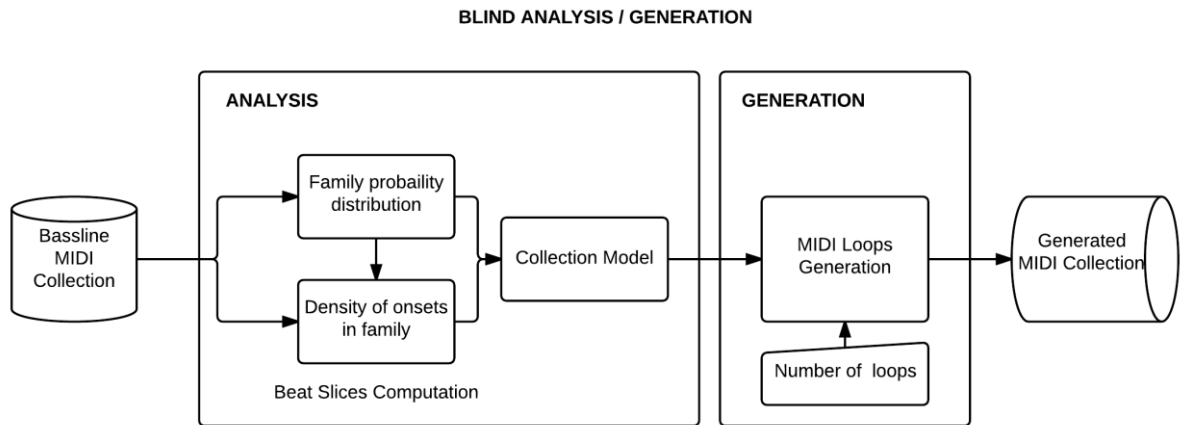 BLIND ANALYSIS / GENERATION
ANALYSIS
GENERATION
Bassline
MIDI
Collection
Family probaility
distribution
Density of onsets
in family
Beat Slices Computation
Collection Model
MIDI Loops
Generation
Number of loops
Generated
MIDI Collection